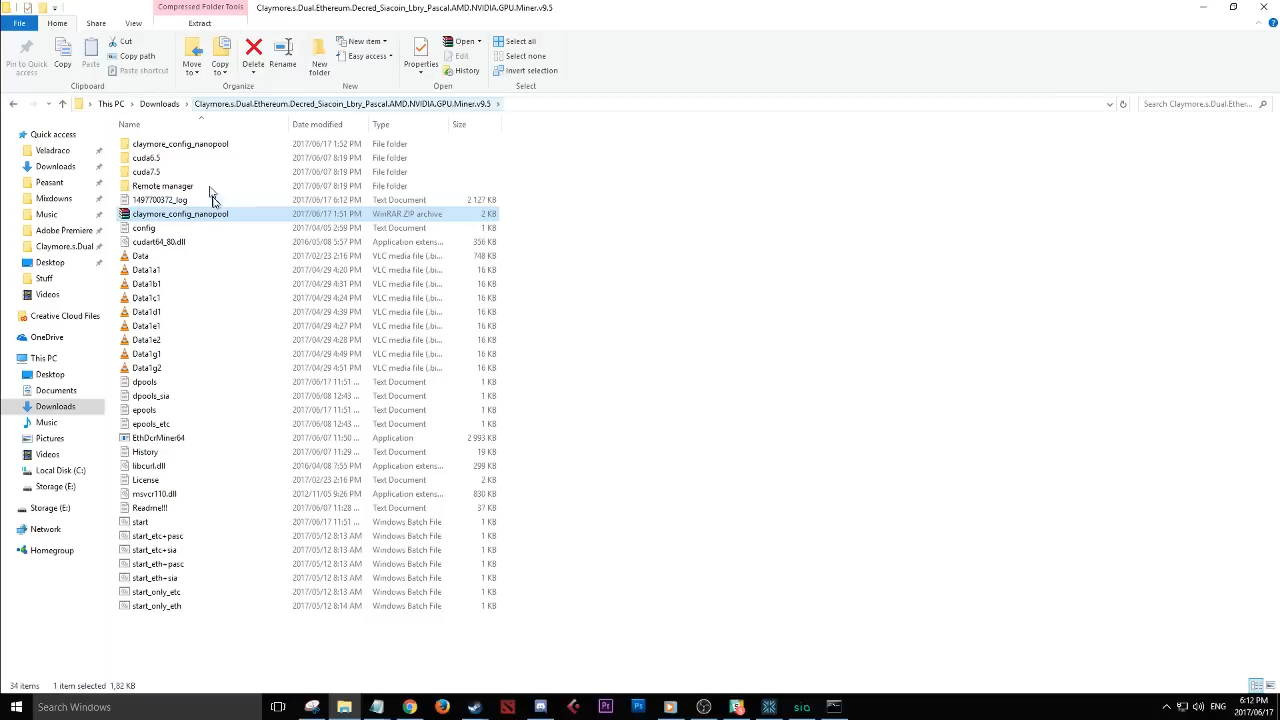 Compressed Folder Tools
Claymore.s.Dual.Ethereum.Decred_Siacoin_Lbry_Pascal.AMD.NVIDIA.GPU.Miner.v9.5
File Home Share View Extract
Pin to Quick access
Copy
Paste
Cut
Copy path
Paste shortcut
Clipboard
Move to
Copy to
Delete
Rename
Organize
New folder
New item
Easy access
New
Properties
Open
Edit
History
Open
Select all
Select none
Invert selection
Select
This PC Downloads Claymore.s.Dual.Ethereum.Decred_Siacoin_Lbry_Pascal.AMD.NVIDIA.GPU.Miner.v9.5
Search Claymore.s.Dual.Ether...
Quick access
Veladraco
Downloads
Peasant
Mixdowns
Music
Adobe Premiere
Claymore.s.Dual
Desktop
Stuff
Videos
Creative Cloud Files
OneDrive
This PC
Desktop
Documents
Downloads
Music
Pictures
Videos
Local Disk (C:)
Storage (E:)
Storage (E:)
Network
Homegroup
Name Date modified Type Size
claymore_config_nanopool 2017/06/17 1:52 PM File folder
cuda6.5 2017/06/07 8:19 PM File folder
cuda7.5 2017/06/07 8:19 PM File folder
Remote manager 2017/06/07 8:19 PM File folder
1497700372_log 2017/06/17 6:12 PM Text Document 2 127 KB
claymore_config_nanopool 2017/06/17 1:51 PM WinRAR ZIP archive 2 KB
config 2017/04/05 2:59 PM Text Document 1 KB
cudart64_80.dll 2016/05/08 5:57 PM Application extens... 356 KB
Data 2017/02/23 2:16 PM VLC media file (.bi... 748 KB
Data1a1 2017/04/29 4:20 PM VLC media file (.bi... 16 KB
Data1b1 2017/04/29 4:31 PM VLC media file (.bi... 16 KB
Data1c1 2017/04/29 4:24 PM VLC media file (.bi... 16 KB
Data1d1 2017/04/29 4:37 PM VLC media file (.bi... 16 KB
Data1e1 2017/04/29 4:27 PM VLC media file (.bi... 16 KB
Data1e2 2017/04/29 4:28 PM VLC media file (.bi... 16 KB
Data1g1 2017/04/29 4:49 PM VLC media file (.bi... 16 KB
Data1g2 2017/04/29 4:51 PM VLC media file (.bi... 16 KB
dpools 2017/06/17 11:51 ... Text Document 1 KB
dpools_sia 2017/06/08 12:43 ... Text Document 1 KB
epools 2017/06/17 11:51 ... Text Document 1 KB
epools_etc 2017/06/08 12:43 ... Text Document 1 KB
EthDcrMiner64 2017/06/07 11:50 ... Application 2 993 KB
History 2017/06/07 11:29 ... Text Document 19 KB
libcurl.dll 2016/04/08 7:55 PM Application extens... 299 KB
License 2017/02/23 2:16 PM Text Document 2 KB
msvcr110.dll 2012/11/05 9:26 PM Application extens... 830 KB
Readme!!! 2017/06/07 11:28 ... Text Document 37 KB
start 2017/06/17 11:51 ... Windows Batch File 1 KB
start_etc+pasc 2017/05/12 8:13 AM Windows Batch File 1 KB
start_etc+sia 2017/05/12 8:13 AM Windows Batch File 1 KB
start_eth+pasc 2017/05/12 8:13 AM Windows Batch File 1 KB
start_eth+sia 2017/05/12 8:13 AM Windows Batch File 1 KB
start_only_etc 2017/05/12 8:13 AM Windows Batch File 1 KB
start_only_eth 2017/05/12 8:14 AM Windows Batch File 1 KB
34 items 1 item selected 1,82 KB
Search Windows
Pr
Ps
sia
ENG
6:12 PM
2017/06/17